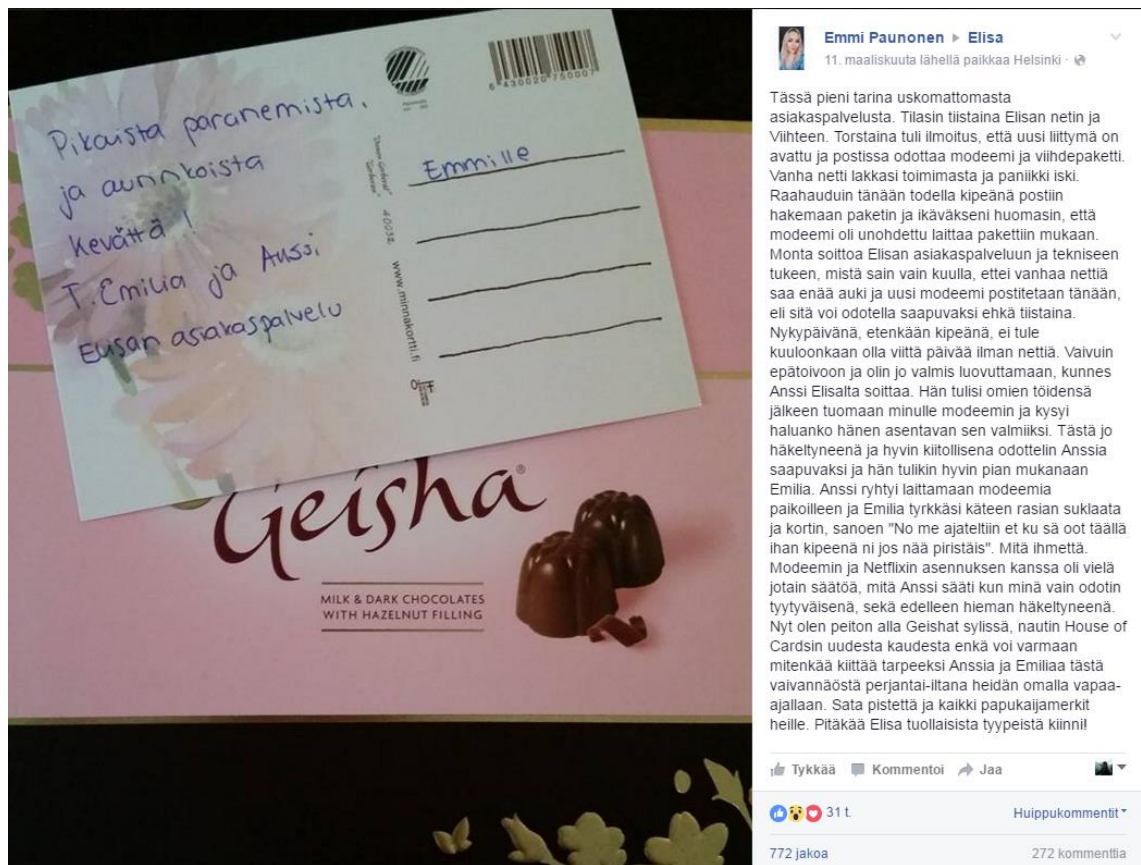 Pikaista paranemista,
ja aurinkoista
kevättä !
T. Emilia ja Anssi
Elisan asiakaspalvelu
6 430020 750007
Emmille
40032
www.minnakortti.fi
Geisha®
MILK & DARK CHOCOLATES
WITH HAZELNUT FILLING
Emmi Paunonen ▸ Elisa
11. maaliskuuta lähellä paikkaa Helsinki ·
Tässä pieni tarina uskomattomasta
asiakaspalvelusta. Tilasin tiistaina Elisan netin ja
Viihteen. Torstaina tuli ilmoitus, että uusi liittymä on
avattu ja postissa odottaa modeemi ja viihdepaketti.
Vanha netti lakkasi toimimasta ja paniikki iski.
Raahauduin tänään todella kipeänä postiin
hakemaan paketin ja ikäväkseni huomasin, että
modeemi oli unohdettu laittaa pakettiin mukaan.
Monta soittoa Elisan asiakaspalveluun ja tekniseen
tukeen, mistä sain vain kuulla, ettei vanhaa nettiä
saa enää auki ja uusi modeemi postitetaan tänään,
eli sitä voi odotella saapuvaksi ehkä tiistaina.
Nykypäivänä, etenkään kipeänä, ei tule
kuuloonkaan olla viittä päivää ilman nettiä. Vaivuin
epätoivoon ja olin jo valmis luovuttamaan, kunnes
Anssi Elisalta soittaa. Hän tulisi omien töidensä
jälkeen tuomaan minulle modeemin ja kysyi
haluanko hänen asentavan sen valmiiksi. Tästä jo
häkeltyneenä ja hyvin kiitollisena odottelin Anssia
saapuvaksi ja hän tulikin hyvin pian mukanaan
Emilia. Anssi ryhtyi laittamaan modeemia
paikoilleen ja Emilia tyrkkäsi käteen rasian suklaata
ja kortin, sanoen "No me ajateltiin et ku sä oot täällä
ihan kipeenä ni jos nää piristäis". Mitä ihmettä.
Modeemin ja Netflixin asennuksen kanssa oli vielä
jotain säätöä, mitä Anssi sääti kun minä vain odotin
tyytyväisenä, sekä edelleen hieman häkeltyneenä.
Nyt olen peiton alla Geishat sylissä, nautin House of
Cardsin uudesta kaudesta enkä voi varmaan
mitenkää kiittää tarpeeksi Anssia ja Emiliaa tästä
vaivannäöstä perjantai-iltana heidän omalla vapaa-
ajallaan. Sata pistettä ja kaikki papukaijamerkit
heille. Pitäkää Elisa tuollaisista tyypeistä kiinni!
Tykkää Kommentoi Jaa
31 t. Huippukommentit
772 jakoa 272 kommenttia